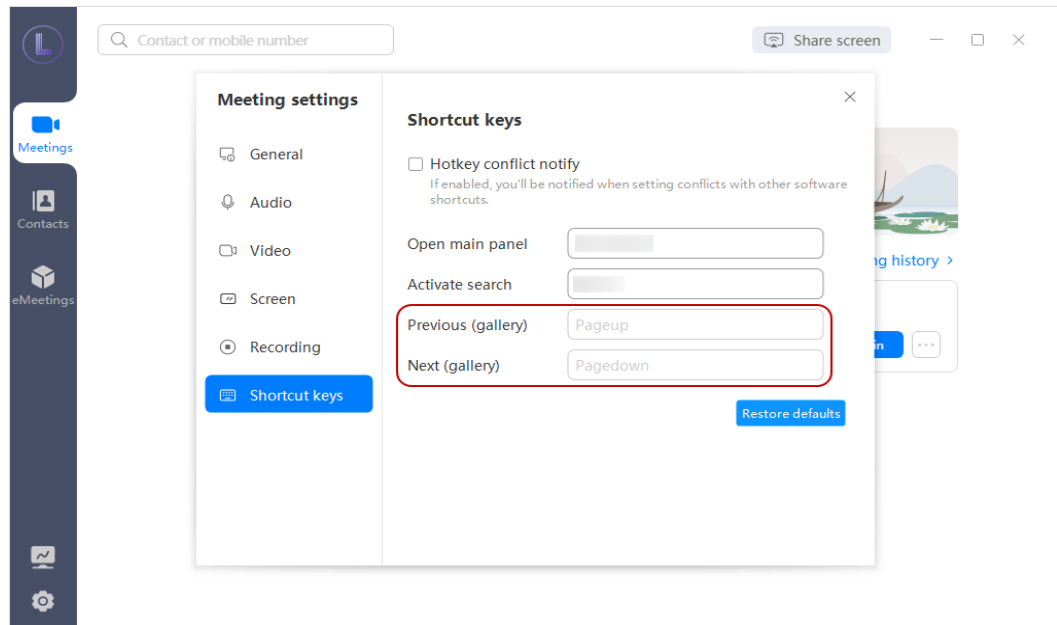 L
Contact or mobile number
Share screen
Meetings
Contacts
eMeetings
Meeting settings
General
Audio
Video
Screen
Recording
Shortcut keys
Shortcut keys
Hotkey conflict notify
If enabled, you'll be notified when setting conflicts with other software
shortcuts.
Open main panel
Activate search
Previous (gallery) Pageup
Next (gallery) Pagedown
Restore defaults
history >